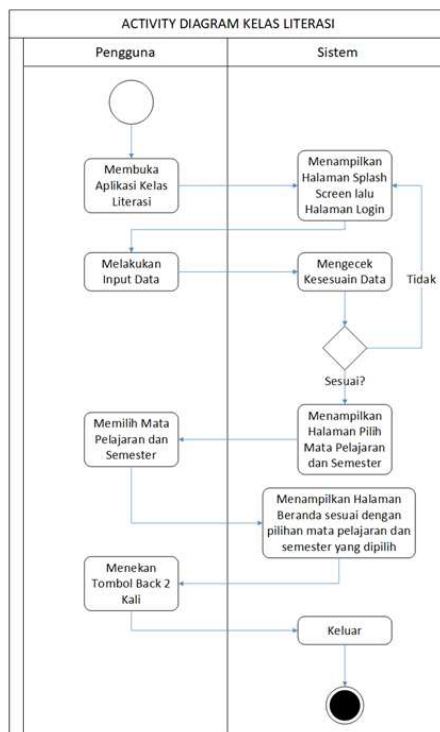 ACTIVITY DIAGRAM KELAS LITERASI
Pengguna
Sistem
Membuka
Aplikasi Kelas
Literasi
Menampilkan
Halaman Splash
Screen lalu
Halaman Login
Melakukan
Input Data
Mengecek
Kesesuain Data
Tidak
Sesuai?
Menampilkan
Halaman Pilih
Mata Pelajaran
dan Semester
Memilih Mata
Pelajaran dan
Semester
Menampilkan Halaman
Beranda sesuai dengan
pilihan mata pelajaran dan
semester yang dipilih
Menekan
Tombol Back 2
Kali
Keluar